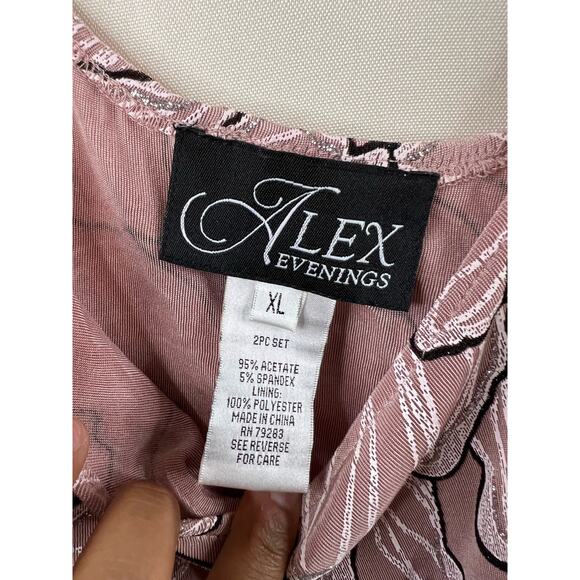 ALEX
EVENINGS
XL
2PC SET
95% ACETATE
5% SPANDEX
LINING:
100% POLYESTER
MADE IN CHINA
RN 79283
SEE REVERSE
FOR CARE